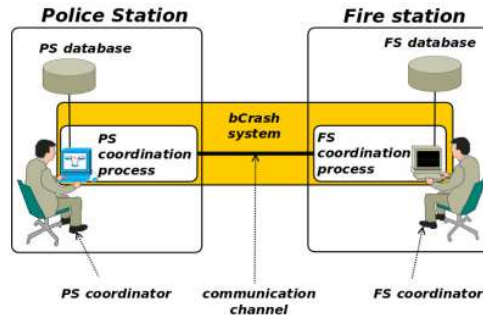 Police Station
Fire station
PS database
FS database
bCrash
system
PS
coordination
process
FS
coordination
process
PS coordinator
communication
channel
FS coordinator